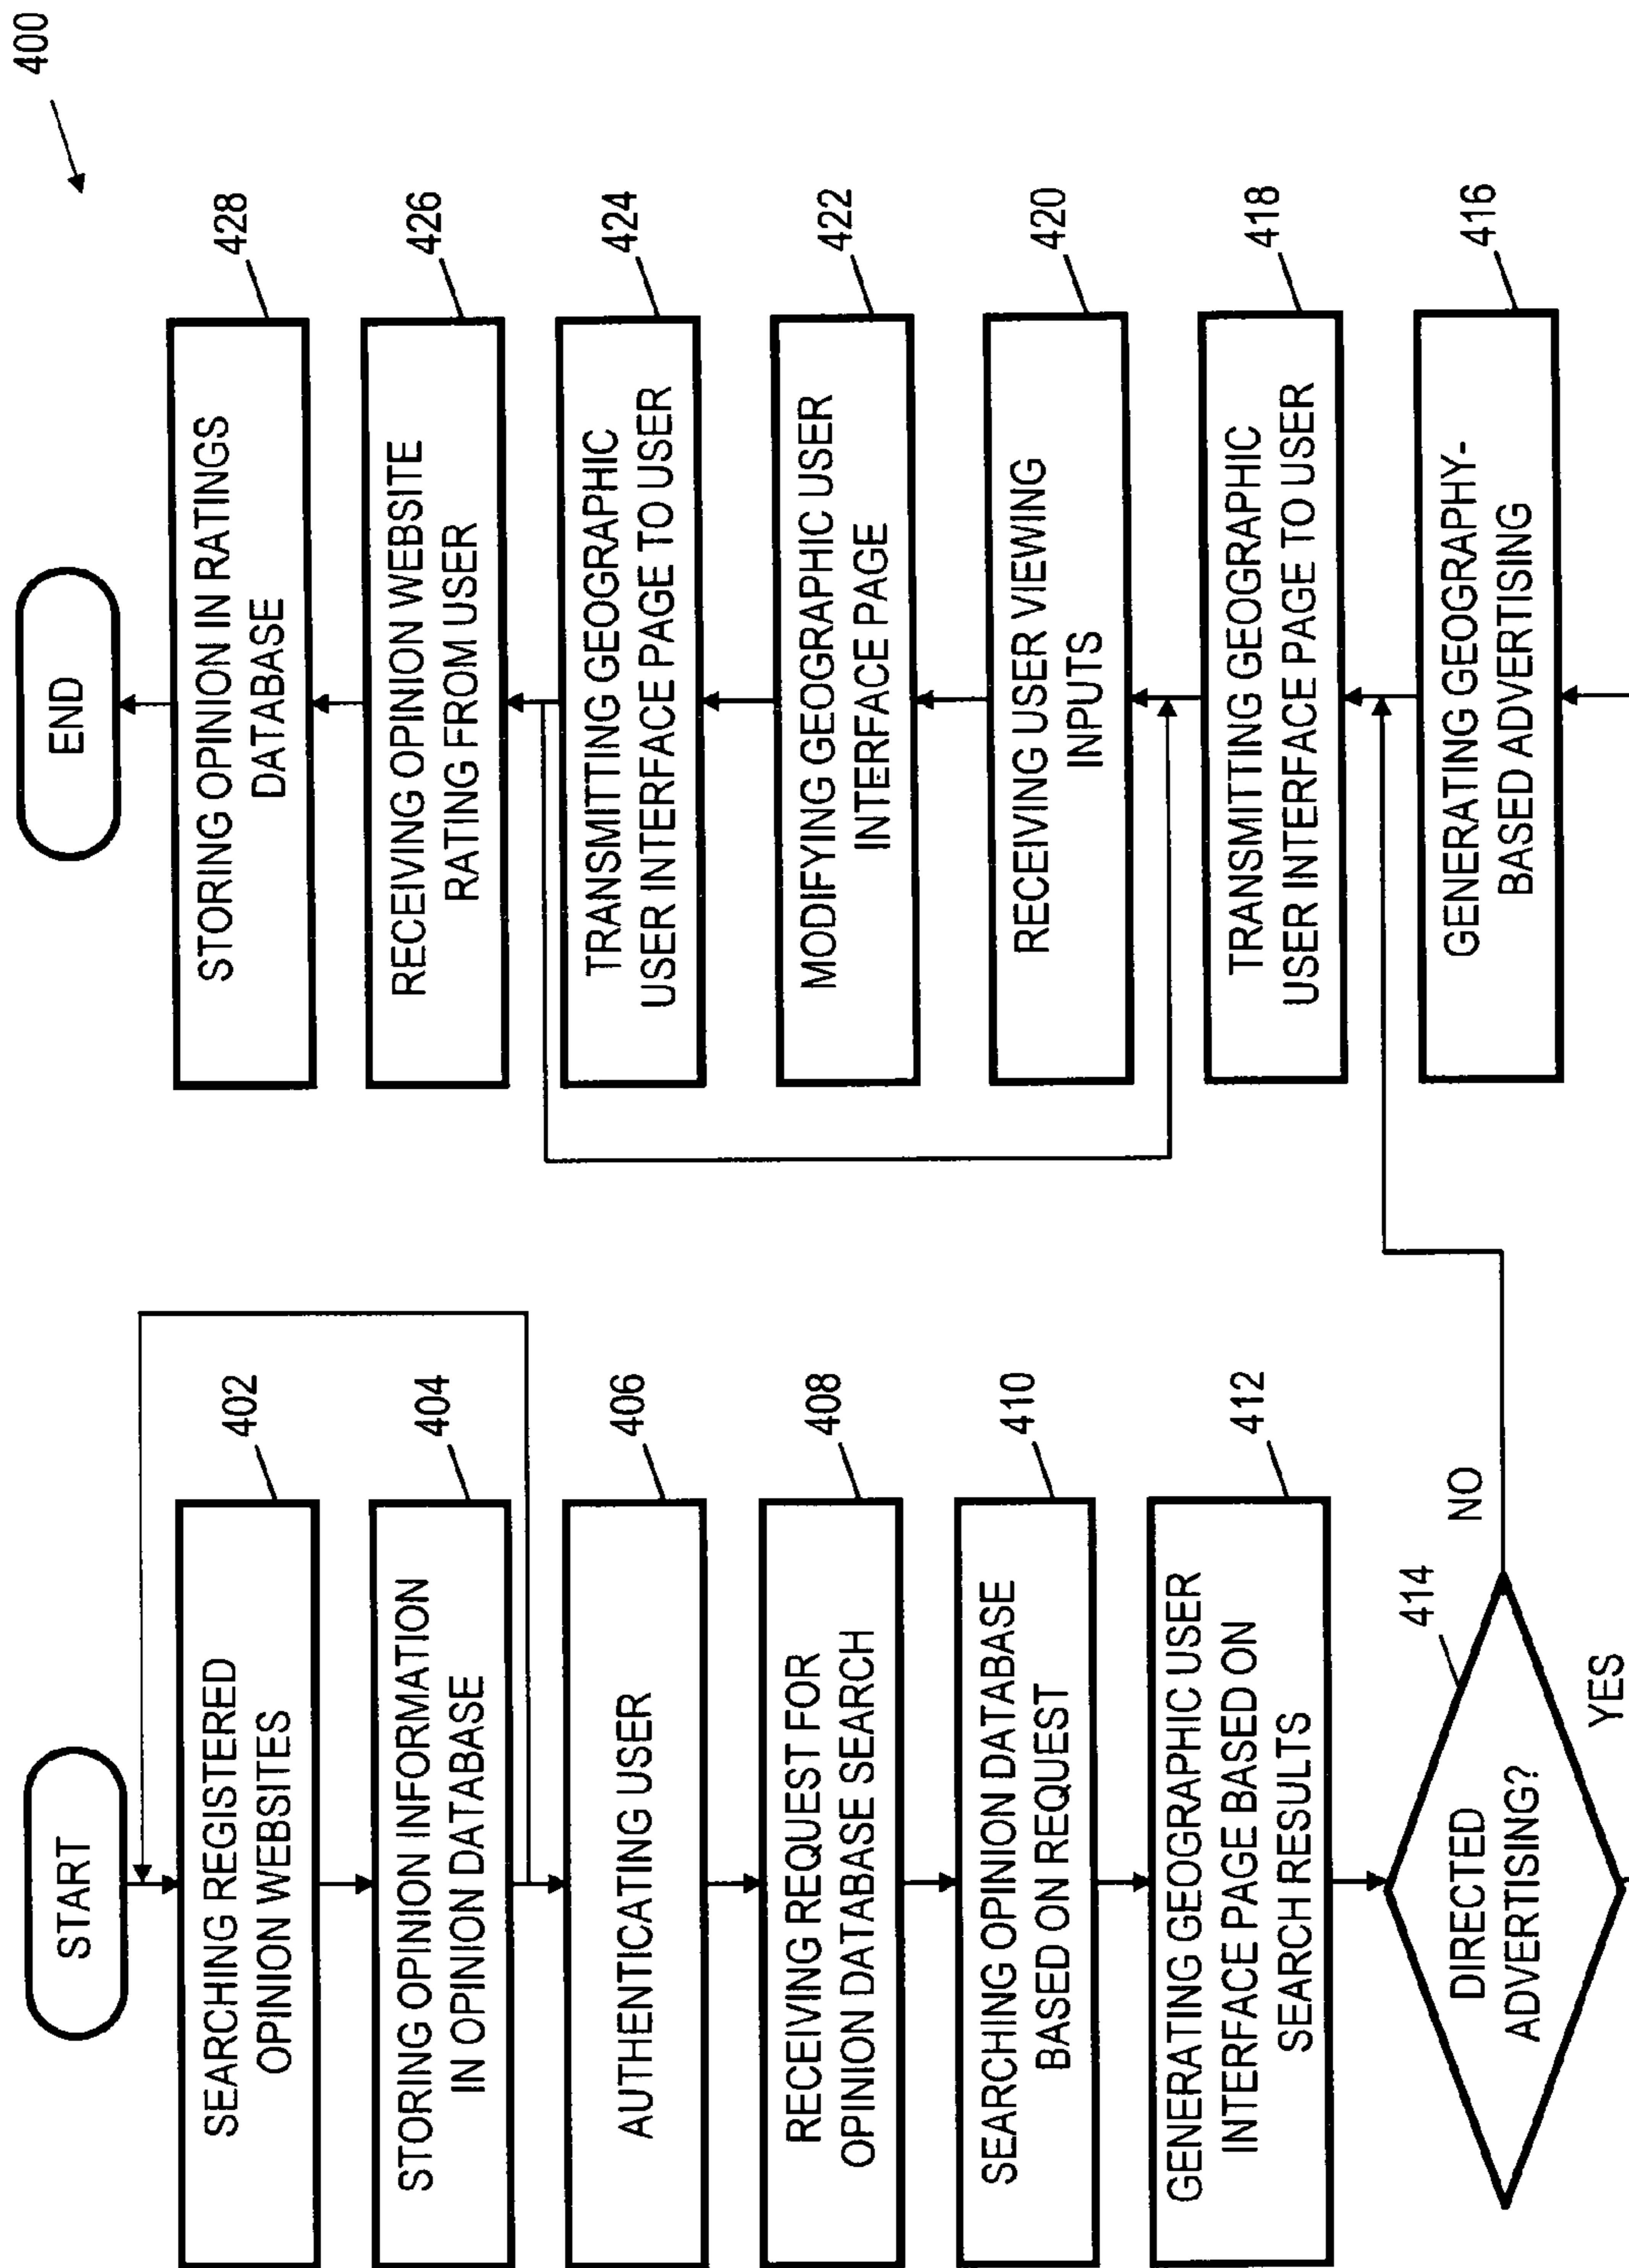 400
START
SEARCHING REGISTERED
OPINION WEBSITES
402
STORING OPINION INFORMATION
IN OPINION DATABASE
404
AUTHENTICATING USER
406
RECEIVING REQUEST FOR
OPINION DATABASE SEARCH
408
SEARCHING OPINION DATABASE
BASED ON REQUEST
410
GENERATING GEOGRAPHIC USER
INTERFACE PAGE BASED ON
SEARCH RESULTS
412
DIRECTED
ADVERTISING?
414
NO
YES
END
STORING OPINION IN RATINGS
DATABASE
428
RECEIVING OPINION WEBSITE
RATING FROM USER
426
TRANSMITTING GEOGRAPHIC
USER INTERFACE PAGE TO USER
424
MODIFYING GEOGRAPHIC USER
INTERFACE PAGE
422
RECEIVING USER VIEWING
INPUTS
420
TRANSMITTING GEOGRAPHIC
USER INTERFACE PAGE TO USER
418
GENERATING GEOGRAPHY-
BASED ADVERTISING
416